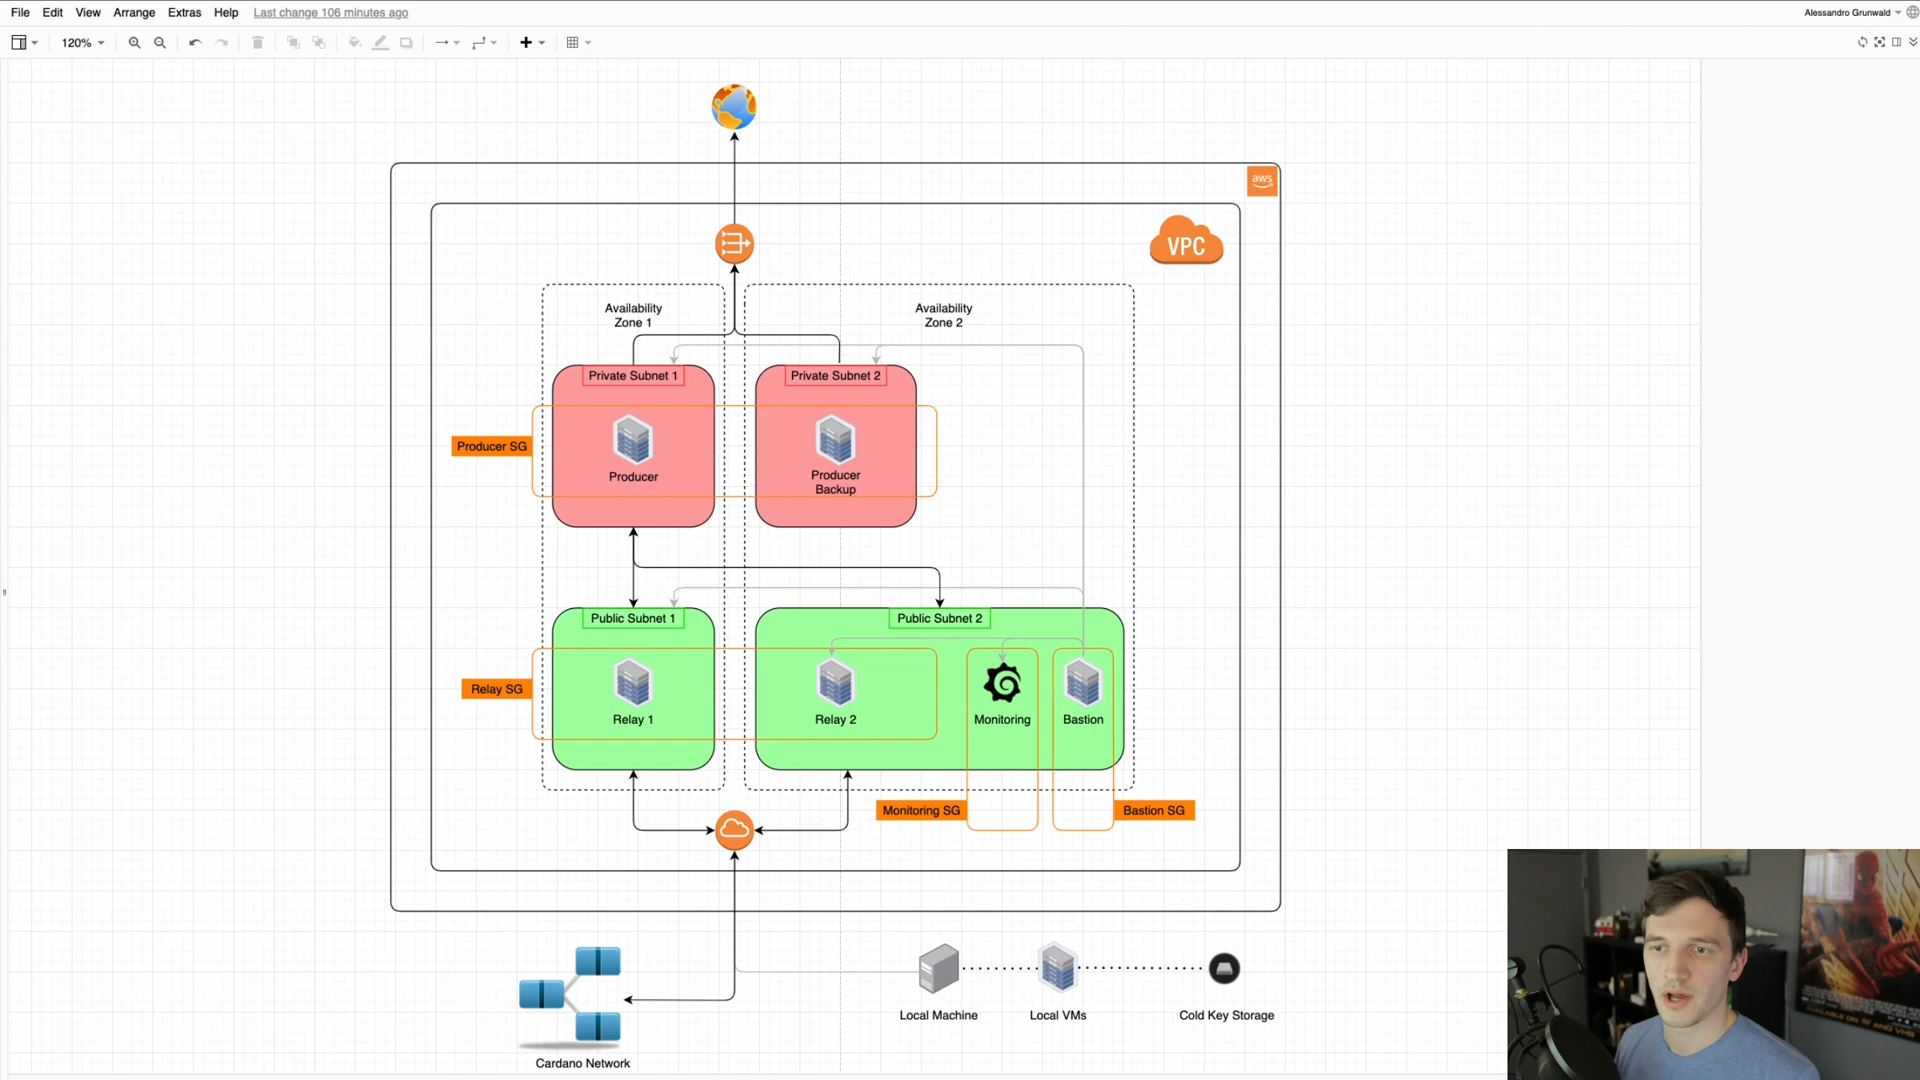 File Edit View Arrange Extras Help Last change 106 minutes ago
Alessandro Grunwald
120%
aws
VPC
Availability
Zone 1
Availability
Zone 2
Private Subnet 1
Private Subnet 2
Producer SG
Producer
Producer
Backup
Public Subnet 1
Public Subnet 2
Relay SG
Relay 1
Relay 2
Monitoring
Bastion
Monitoring SG
Bastion SG
Local Machine
Local VMs
Cold Key Storage
Cardano Network